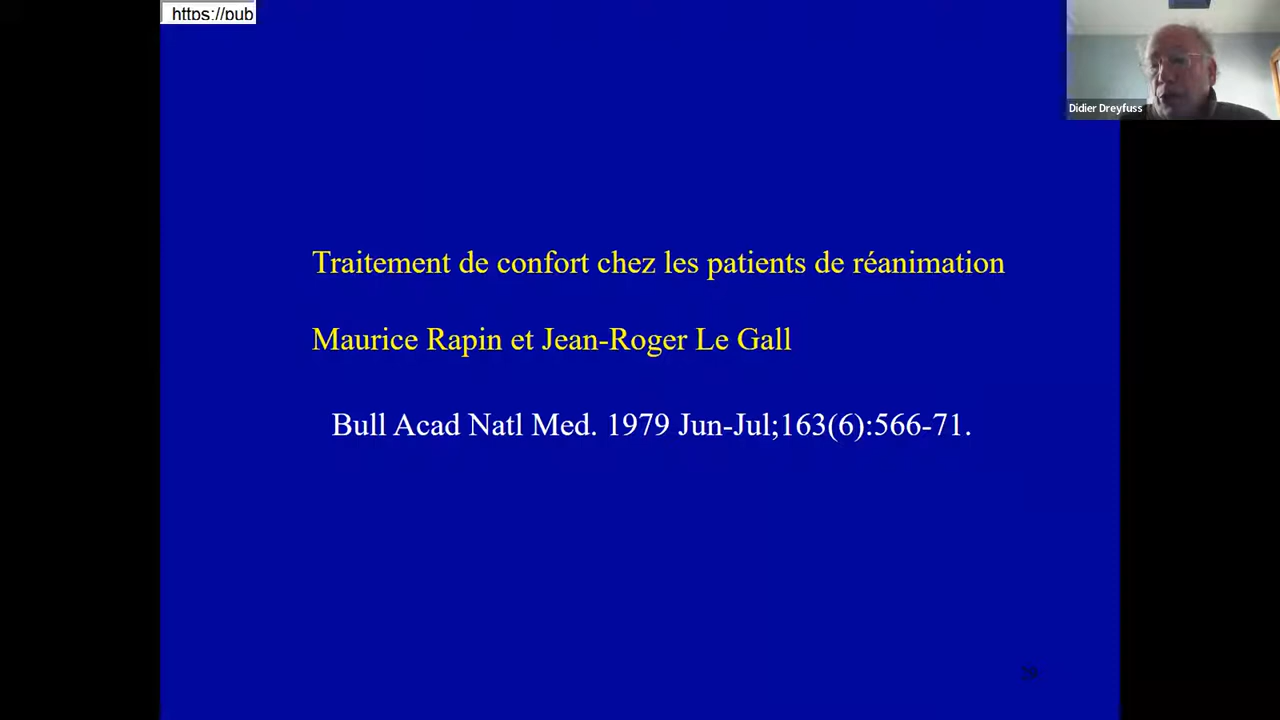 https://pub
Didier Dreyfuss
Traitement de confort chez les patients de réanimation
Maurice Rapin et Jean-Roger Le Gall
Bull Acad Natl Med. 1979 Jun-Jul;163(6):566-71.